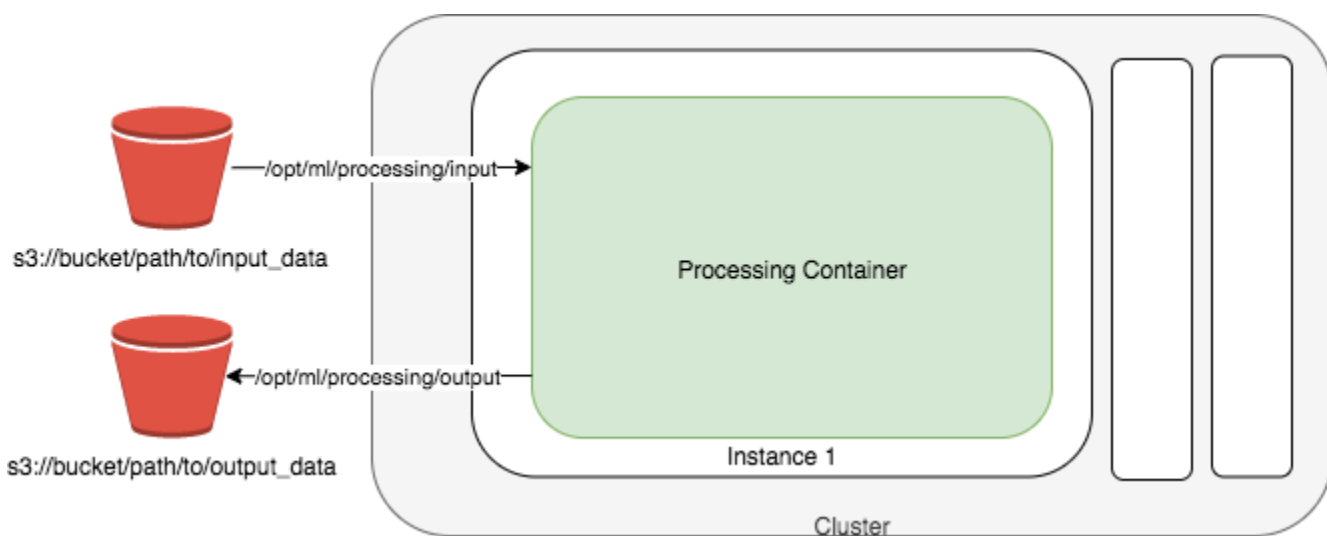 /opt/ml/processing/input
s3://bucket/path/to/input_data
Processing Container
/opt/ml/processing/output
s3://bucket/path/to/output_data
Instance 1
Cluster